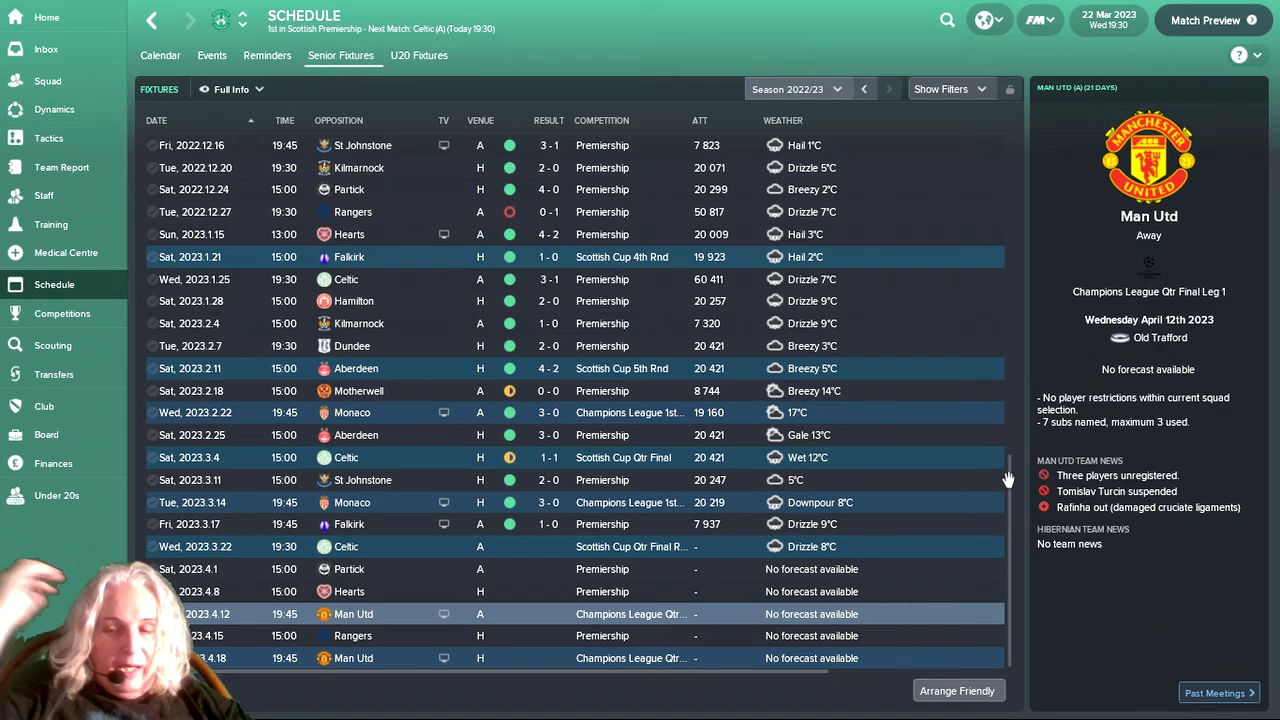 Home
Inbox
Squad
Dynamics
Tactics
Team Report
Staff
Training
Medical Centre
Schedule
Competitions
Scouting
Transfers
Club
Board
Finances
Under 20s
SCHEDULE
1st in Scottish Premiership - Next Match: Celtic (A) (Today 19:30)
FM
22 Mar 2023
Wed 19:30
Match Preview
Calendar Events Reminders Senior Fixtures U20 Fixtures
?
FIXTURES Full Info Season 2022/23 Show Filters
DATE TIME OPPOSITION TV VENUE RESULT COMPETITION ATT WEATHER
Fri, 2022.12.16 19:45 St Johnstone A 3 - 1 Premiership 7 823 Hail 1°C
Tue, 2022.12.20 19:30 Kilmarnock H 2 - 0 Premiership 20 071 Drizzle 5°C
Sat, 2022.12.24 15:00 Partick H 4 - 0 Premiership 20 299 Breezy 2°C
Tue, 2022.12.27 19:30 Rangers A 0 - 1 Premiership 50 817 Drizzle 7°C
Sun, 2023.1.15 13:00 Hearts A 4 - 2 Premiership 20 009 Hail 3°C
Sat, 2023.1.21 15:00 Falkirk H 1 - 0 Scottish Cup 4th Rnd 19 923 Hail 2°C
Wed, 2023.1.25 19:30 Celtic A 3 - 1 Premiership 60 411 Drizzle 7°C
Sat, 2023.1.28 15:00 Hamilton H 2 - 0 Premiership 20 257 Drizzle 9°C
Sat, 2023.2.4 15:00 Kilmarnock A 1 - 0 Premiership 7 320 Drizzle 9°C
Tue, 2023.2.7 19:30 Dundee H 2 - 0 Premiership 20 421 Breezy 3°C
Sat, 2023.2.11 15:00 Aberdeen H 4 - 2 Scottish Cup 5th Rnd 20 421 Breezy 5°C
Sat, 2023.2.18 15:00 Motherwell A 0 - 0 Premiership 8 744 Breezy 14°C
Wed, 2023.2.22 19:45 Monaco A 3 - 0 Champions League 1st... 19 160 17°C
Sat, 2023.2.25 15:00 Aberdeen H 3 - 0 Premiership 20 421 Gale 13°C
Sat, 2023.3.4 15:00 Celtic H 1 - 1 Scottish Cup Qtr Final 20 421 Wet 12°C
Sat, 2023.3.11 15:00 St Johnstone H 2 - 0 Premiership 20 247 5°C
Tue, 2023.3.14 19:45 Monaco H 3 - 0 Champions League 1st... 20 219 Downpour 8°C
Fri, 2023.3.17 19:45 Falkirk A 1 - 0 Premiership 7 937 Drizzle 9°C
Wed, 2023.3.22 19:30 Celtic A Scottish Cup Qtr Final R... - Drizzle 8°C
Sat, 2023.4.1 15:00 Partick A Premiership - No forecast available
2023.4.8 15:00 Hearts H Premiership - No forecast available
2023.4.12 19:45 Man Utd A Champions League Qtr... - No forecast available
15:00 Rangers H Premiership - No forecast available
19:45 Man Utd H Champions League Qtr... - No forecast available
Arrange Friendly
MAN UTD (A) (21 DAYS)
MANCHESTER
UNITED
Man Utd
Away
Champions League Qtr Final Leg 1
Wednesday April 12th 2023
Old Trafford
No forecast available
- No player restrictions within current squad
selection.
- 7 subs named, maximum 3 used.
MAN UTD TEAM NEWS
Three players unregistered.
Tomislav Turcin suspended
Rafinha out (damaged cruciate ligaments)
HIBERNIAN TEAM NEWS
No team news
Past Meetings